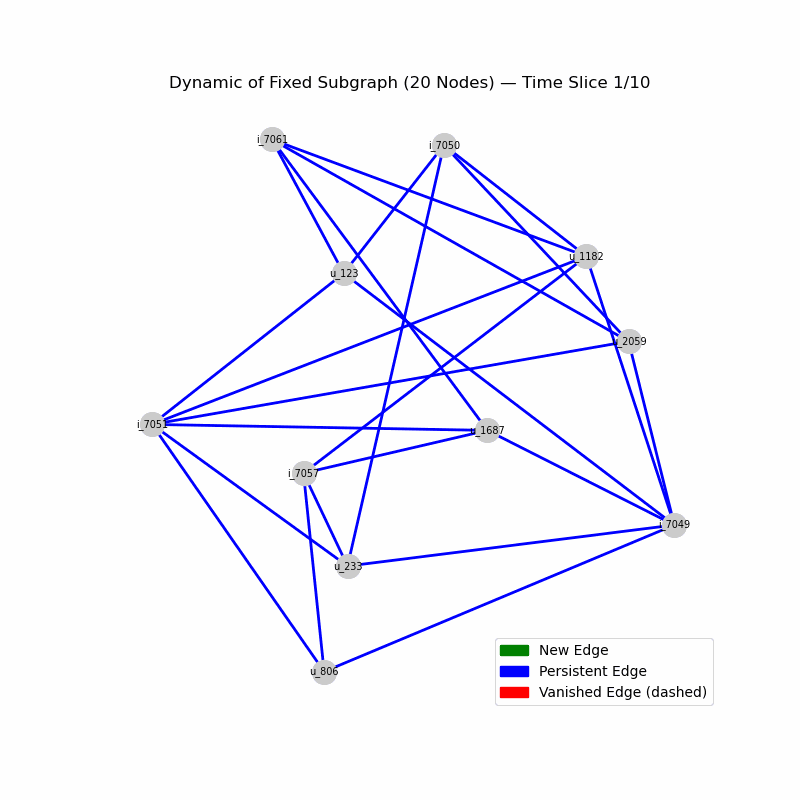 Dynamic of Fixed Subgraph (20 Nodes) — Time Slice 1/10
i_7061
i_7050
u_1182
u_123
_2059
i_7051
u_1687
i_7057
i_7049
u_233
u_806
New Edge
Persistent Edge
Vanished Edge (dashed)